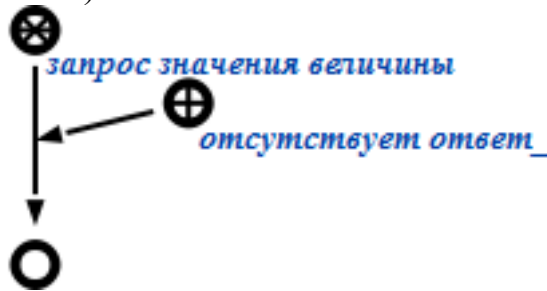 запрос значения величины
отсутствует ответ_